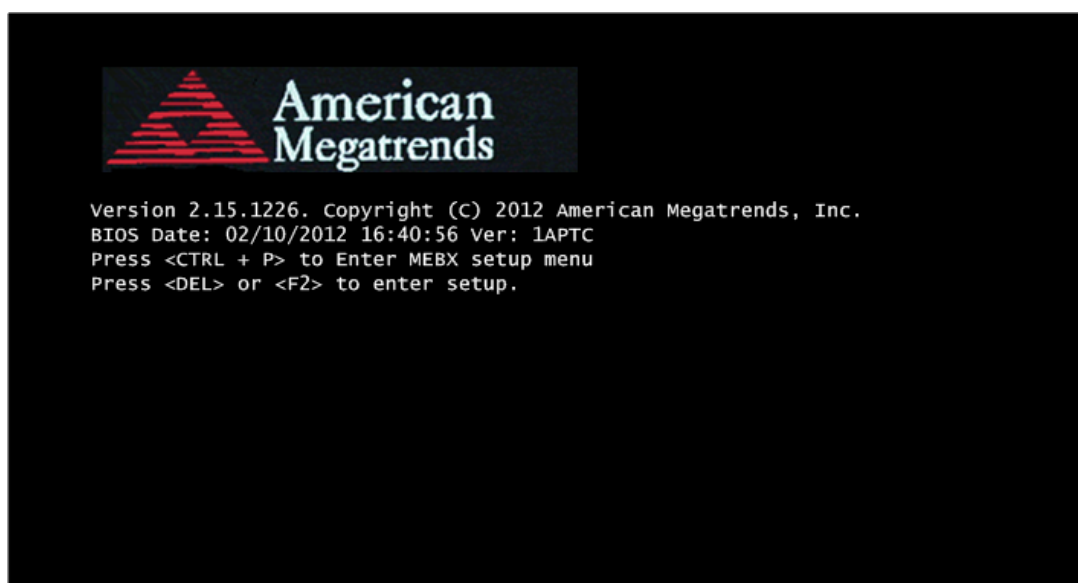 American
Megatrends
Version 2.15.1226. Copyright (C) 2012 American Megatrends, Inc.
BIOS Date: 02/10/2012 16:40:56 Ver: 1APTC
Press <CTRL + P> to Enter MEBX setup menu
Press <DEL> or <F2> to enter setup.